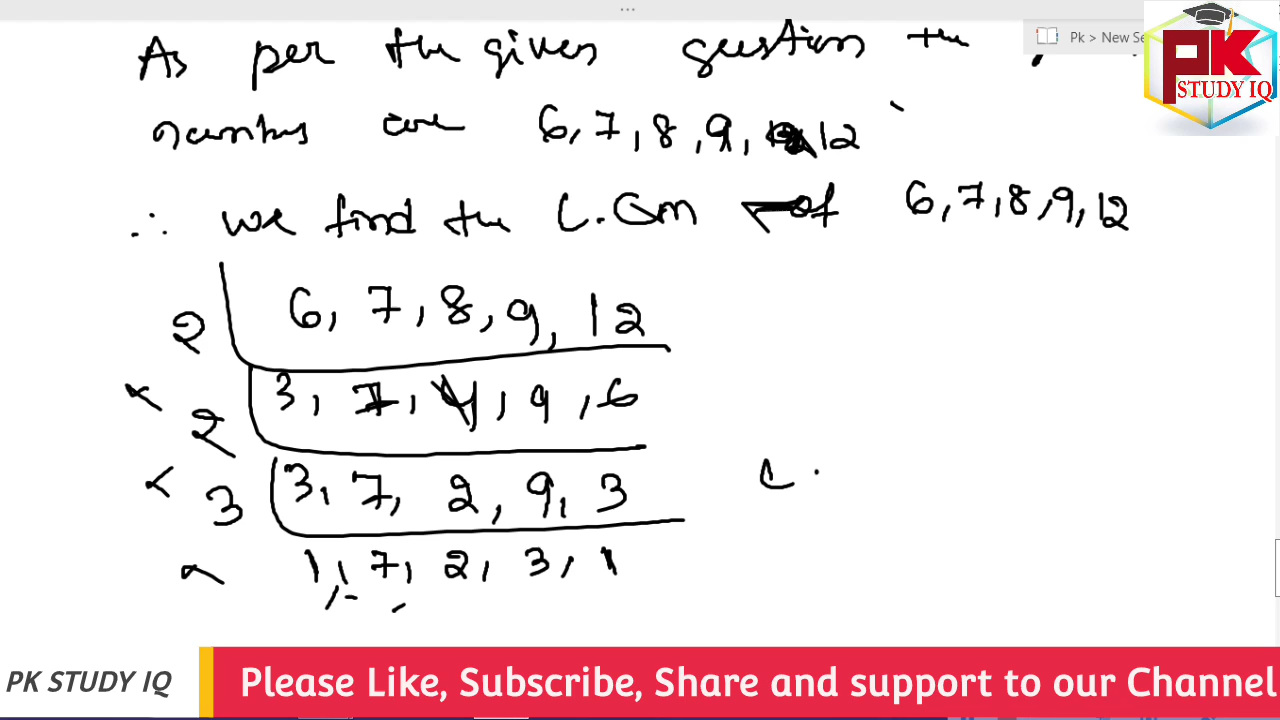 Pk > New Se
PK
STUDY IQ
As per the given question the
numbers are 6, 7, 8, 9, 12
∴ we find the L.Cm of 6, 7, 8, 9, 12
2 6, 7, 8, 9, 12
2 3, 7, 4, 9, 6
3 3, 7, 2, 9, 3
1, 7, 2, 3, 1
L .
PK STUDY IQ
Please Like, Subscribe, Share and support to our Channel